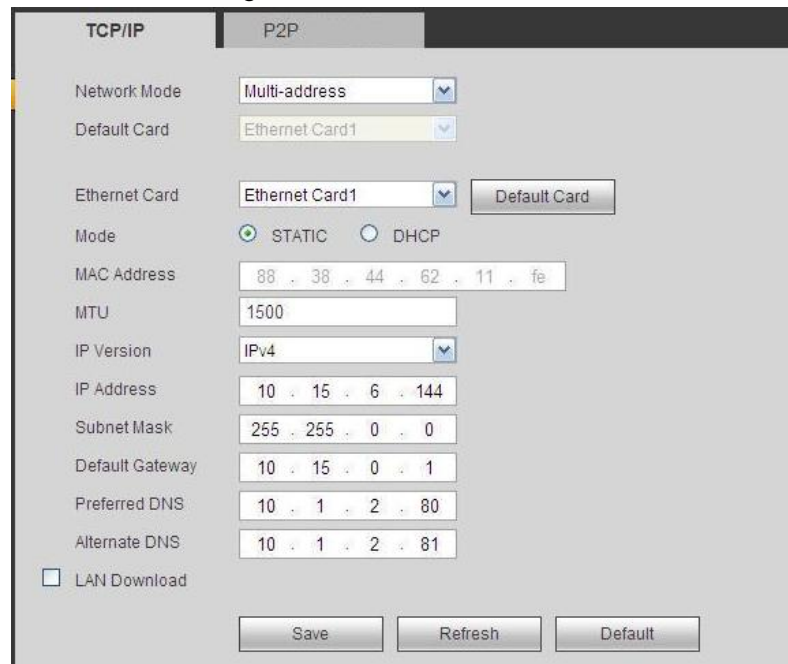 TCP/IP P2P
Network Mode Multi-address
Default Card Ethernet Card1
Ethernet Card Ethernet Card1 Default Card
Mode STATIC DHCP
MAC Address 88 . 38 . 44 . 62 . 11 . fe
MTU 1500
IP Version IPv4
IP Address 10 . 15 . 6 . 144
Subnet Mask 255 . 255 . 0 . 0
Default Gateway 10 . 15 . 0 . 1
Preferred DNS 10 . 1 . 2 . 80
Alternate DNS 10 . 1 . 2 . 81
LAN Download
Save Refresh Default